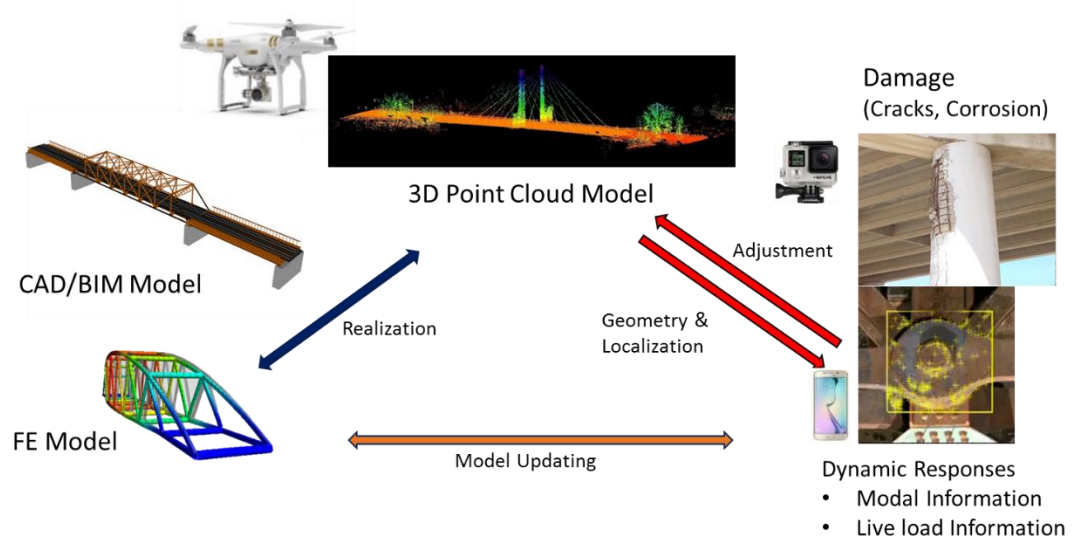 Damage
(Cracks, Corrosion)
3D Point Cloud Model
CAD/BIM Model
Adjustment
Realization
Geometry &
Localization
FE Model
Model Updating
Dynamic Responses
• Modal Information
• Live load Information